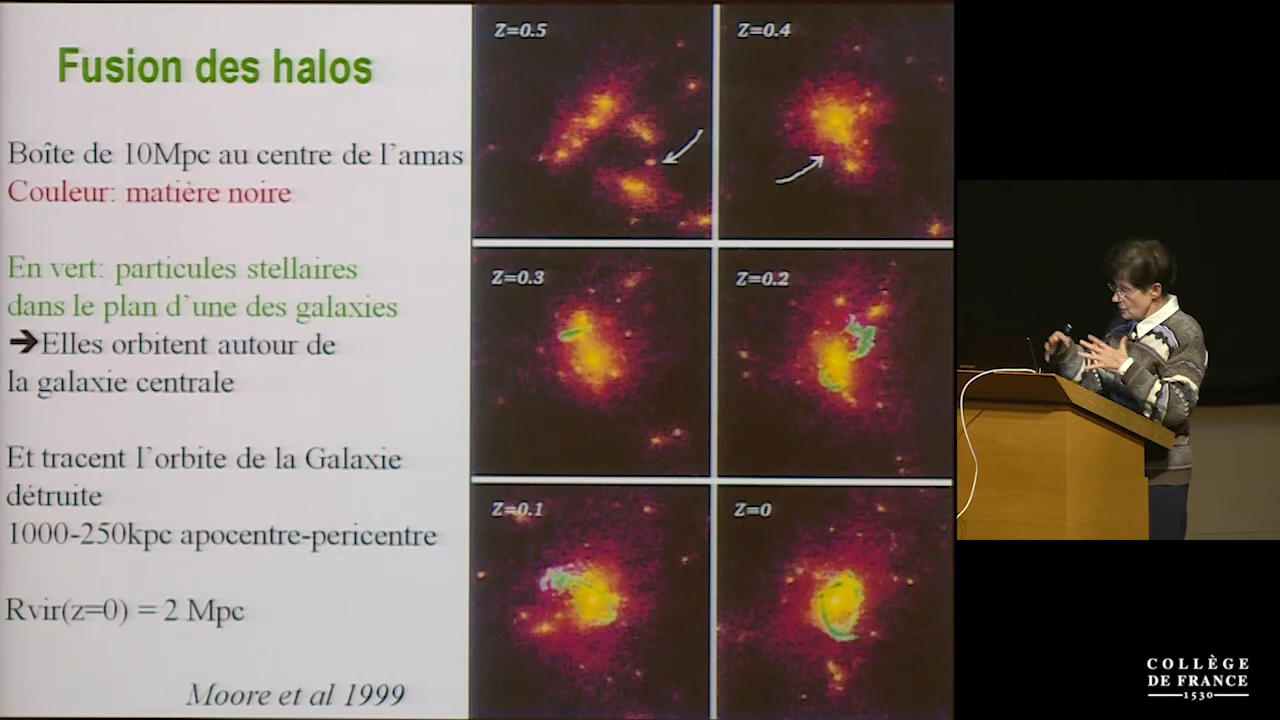 Fusion des halos
Boîte de 10Mpc au centre de l'amas
Couleur: matière noire
En vert: particules stellaires
dans le plan d'une des galaxies
➔Elles orbitent autour de
la galaxie centrale
Et tracent l'orbite de la Galaxie
détruite
1000-250kpc apocentre-pericentre
Rvir(z=0) = 2 Mpc
Moore et al 1999
Z=0.5
Z=0.4
Z=0.3
Z=0.2
Z=0.1
Z=0
COLLÈGE
DE FRANCE
1530